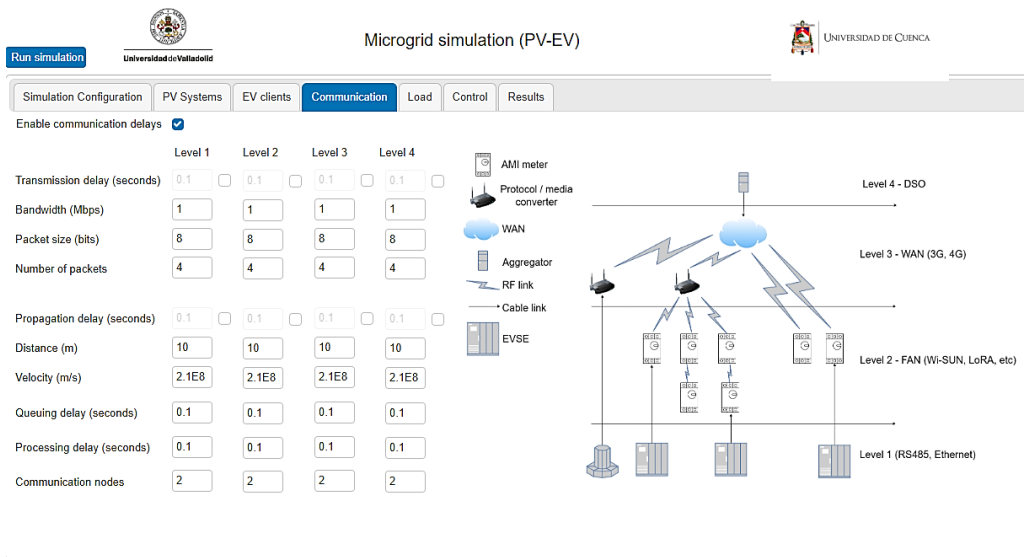 Run simulation
Universidad de Valladolid
Microgrid simulation (PV-EV)
UNIVERSIDAD DE CUENCA
Simulation Configuration PV Systems EV clients Communication Load Control Results
Enable communication delays
Level 1 Level 2 Level 3 Level 4
Transmission delay (seconds) 0.1 0.1 0.1 0.1
Bandwidth (Mbps) 1 1 1 1
Packet size (bits) 8 8 8 8
Number of packets 4 4 4 4
Propagation delay (seconds) 0.1 0.1 0.1 0.1
Distance (m) 10 10 10 10
Velocity (m/s) 2.1E8 2.1E8 2.1E8 2.1E8
Queuing delay (seconds) 0.1 0.1 0.1 0.1
Processing delay (seconds) 0.1 0.1 0.1 0.1
Communication nodes 2 2 2 2
AMI meter
Protocol / media
converter
WAN
Aggregator
RF link
Cable link
EVSE
Level 4 - DSO
Level 3 - WAN (3G, 4G)
Level 2 - FAN (Wi-SUN, LoRA, etc)
Level 1 (RS485, Ethernet)